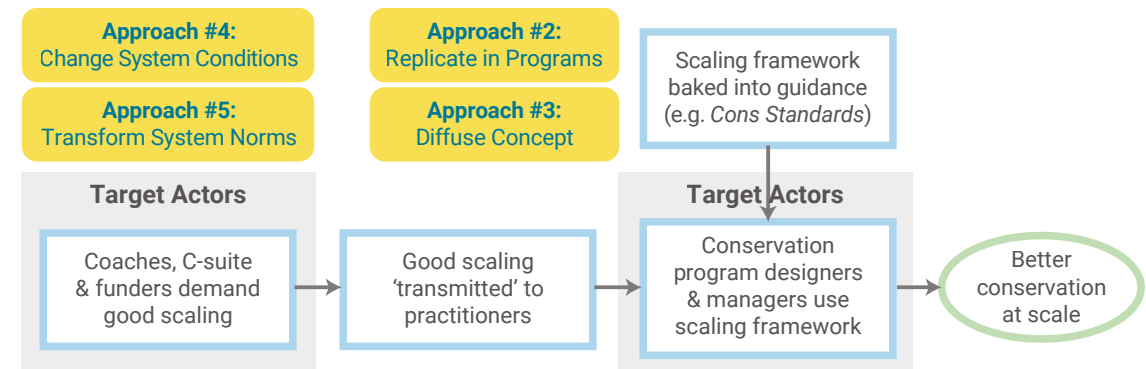 Approach #4:
Change System Conditions
Approach #2:
Replicate in Programs
Scaling framework
baked into guidance
(e.g. Cons Standards)
Approach #5:
Transform System Norms
Approach #3:
Diffuse Concept
Target Actors
Target Actors
Coaches, C-suite
& funders demand
good scaling
Good scaling
‘transmitted’ to
practitioners
Conservation
program designers
& managers use
scaling framework
Better
conservation
at scale